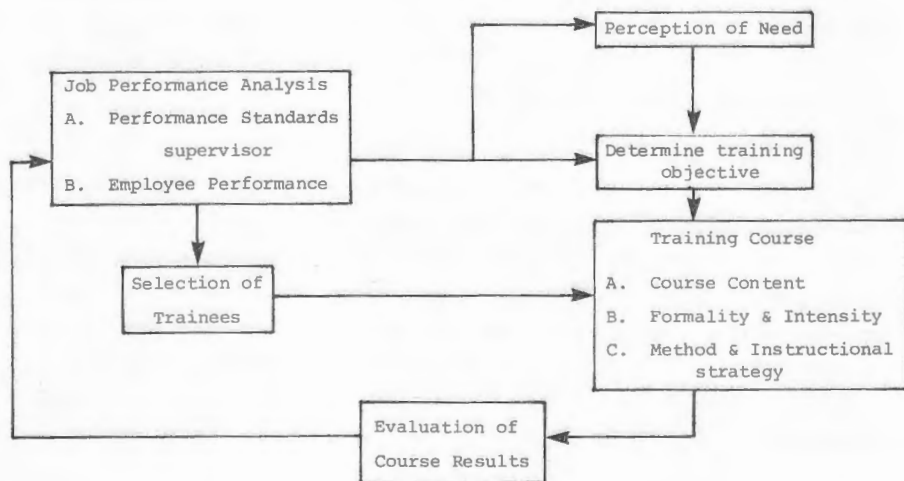 Perception of Need
Job Performance Analysis
A. Performance Standards
supervisor
B. Employee Performance
Determine training
objective
Training Course
A. Course Content
B. Formality & Intensity
C. Method & Instructional
strategy
Selection of
Trainees
Evaluation of
Course Results